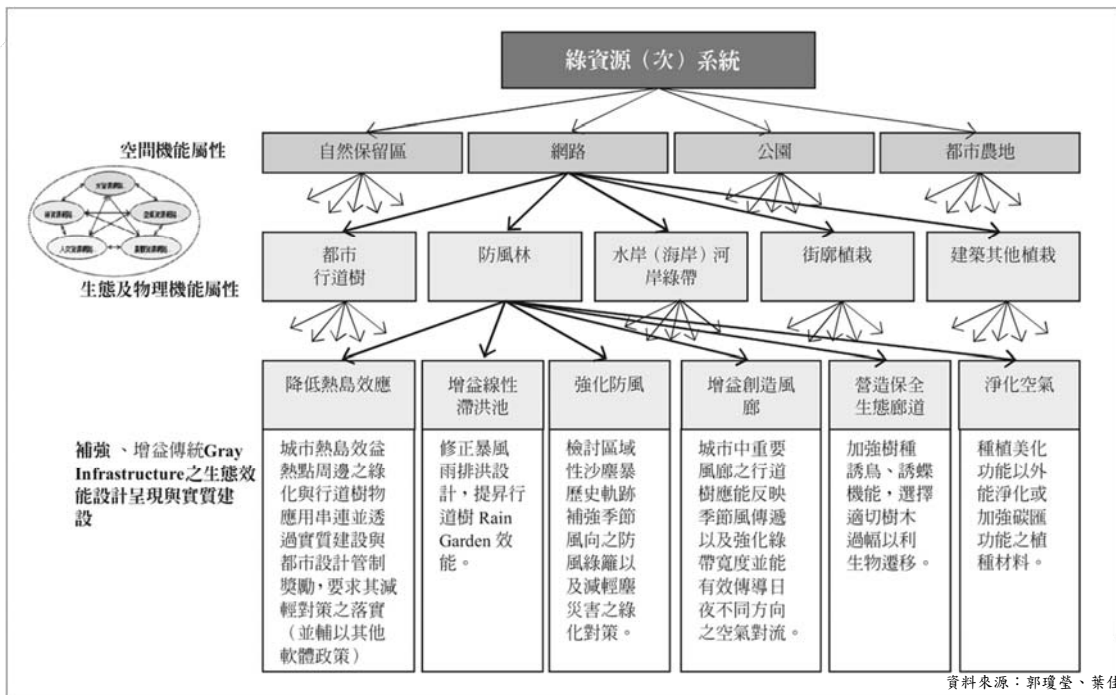 綠資源（次）系統
空間機能屬性
自然保留區
網路
公園
都市農地
生態及物理機能屬性
都市
行道樹
防風林
水岸（海岸）河
岸綠帶
街廓植栽
建築其他植栽
補強、增益傳統Gray
Infrastructure之生態效
能設計呈現與實質建
設
降低熱島效應
城市熱島效益
熱點周邊之綠
化與行道樹物
應用串連並透
過實質建設與
都市設計管制
獎勵，要求其減
輕對策之落實
（並輔以其他
軟體政策）
增益線性
滯洪池
修正暴風
雨排洪設
計，提昇行
道樹 Rain
Garden 效
能。
強化防風
檢討區域
性沙塵暴
歷史軌跡
補強季節
風向之防
風綠籬以
及減輕塵
災害之綠
化對策。
增益創造風
廊
城市中重要
風廊之行道
樹應能反映
季節風傳遞
以及強化綠
帶寬度並能
有效傳導日
夜不同方向
之空氣對流。
營造保全
生態廊道
加強樹種
誘鳥、誘蝶
機能，選擇
適切樹木
過幅以利
生物遷移。
淨化空氣
種植美化
功能以外
能淨化或
加強碳匯
功能之植
種材料。
資料來源：郭瓊瑩、葉佳